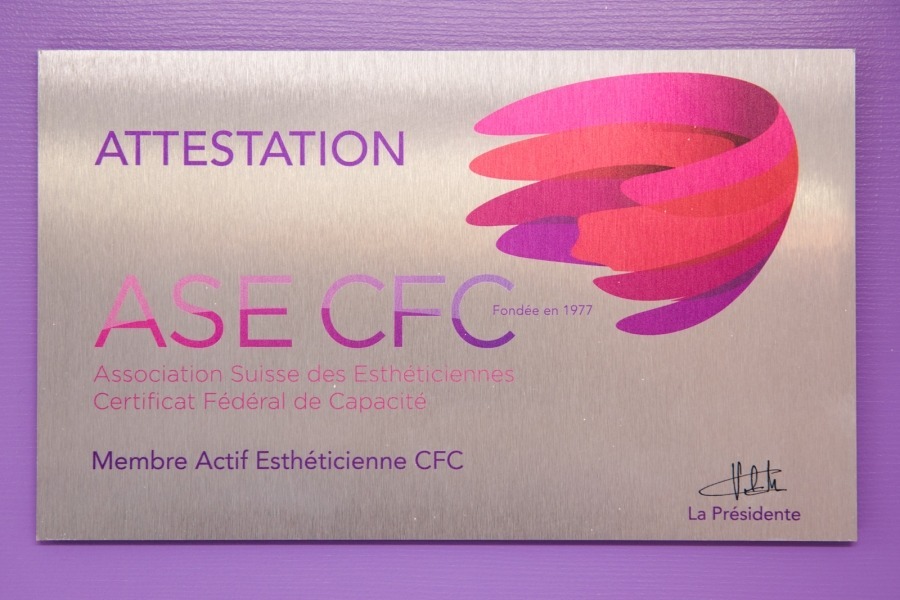 ATTESTATION
ASE CFC
Fondée en 1977
Association Suisse des Esthéticiennes
Certificat Fédéral de Capacité
Membre Actif Esthéticienne CFC
La Présidente